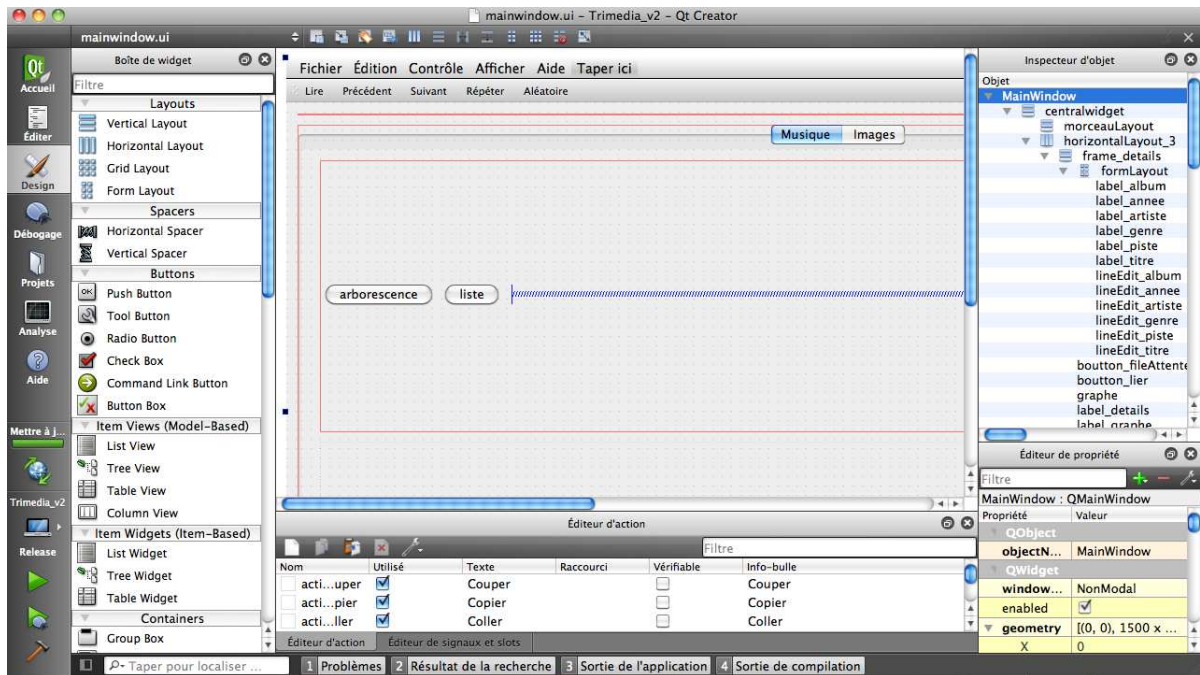 mainwindow.ui - Trimedia_v2 - Qt Creator
mainwindow.ui
Qt
Accueil
Éditer
Design
Débogage
Projets
Analyse
Aide
Mettre à j...
Trimedia_v2
Release
Boîte de widget
Filtre
Layouts
Vertical Layout
Horizontal Layout
Grid Layout
Form Layout
Spacers
Horizontal Spacer
Vertical Spacer
Buttons
OK
Push Button
Tool Button
Radio Button
Check Box
Command Link Button
Button Box
Item Views (Model-Based)
List View
Tree View
Table View
Column View
Item Widgets (Item-Based)
List Widget
Tree Widget
Table Widget
Containers
Group Box
Fichier Édition Contrôle Afficher Aide Taper ici
Lire Précédent Suivant Répéter Aléatoire
Musique Images
arborescence liste
Éditeur d'action
Filtre
Nom Utilisé Texte Raccourci Vérifiable Info-bulle
acti...uper Couper Couper
acti...pier Copier Copier
acti...ller Coller Coller
Éditeur d'action Éditeur de signaux et slots
Inspecteur d'objet
Objet
MainWindow
centralwidget
morceauLayout
horizontalLayout_3
frame_details
formLayout
label_album
label_annee
label_artiste
label_genre
label_piste
label_titre
lineEdit_album
lineEdit_annee
lineEdit_artiste
lineEdit_genre
lineEdit_piste
lineEdit_titre
boutton_fileAttente
boutton_lier
graphe
label_details
label_graphe
Éditeur de propriété
Filtre
MainWindow : QMainWindow
Propriété Valeur
QObject
objectN... MainWindow
QWidget
window... NonModal
enabled
geometry [(0, 0), 1500 x ...
X 0
Taper pour localiser ...
1 Problèmes 2 Résultat de la recherche 3 Sortie de l'application 4 Sortie de compilation